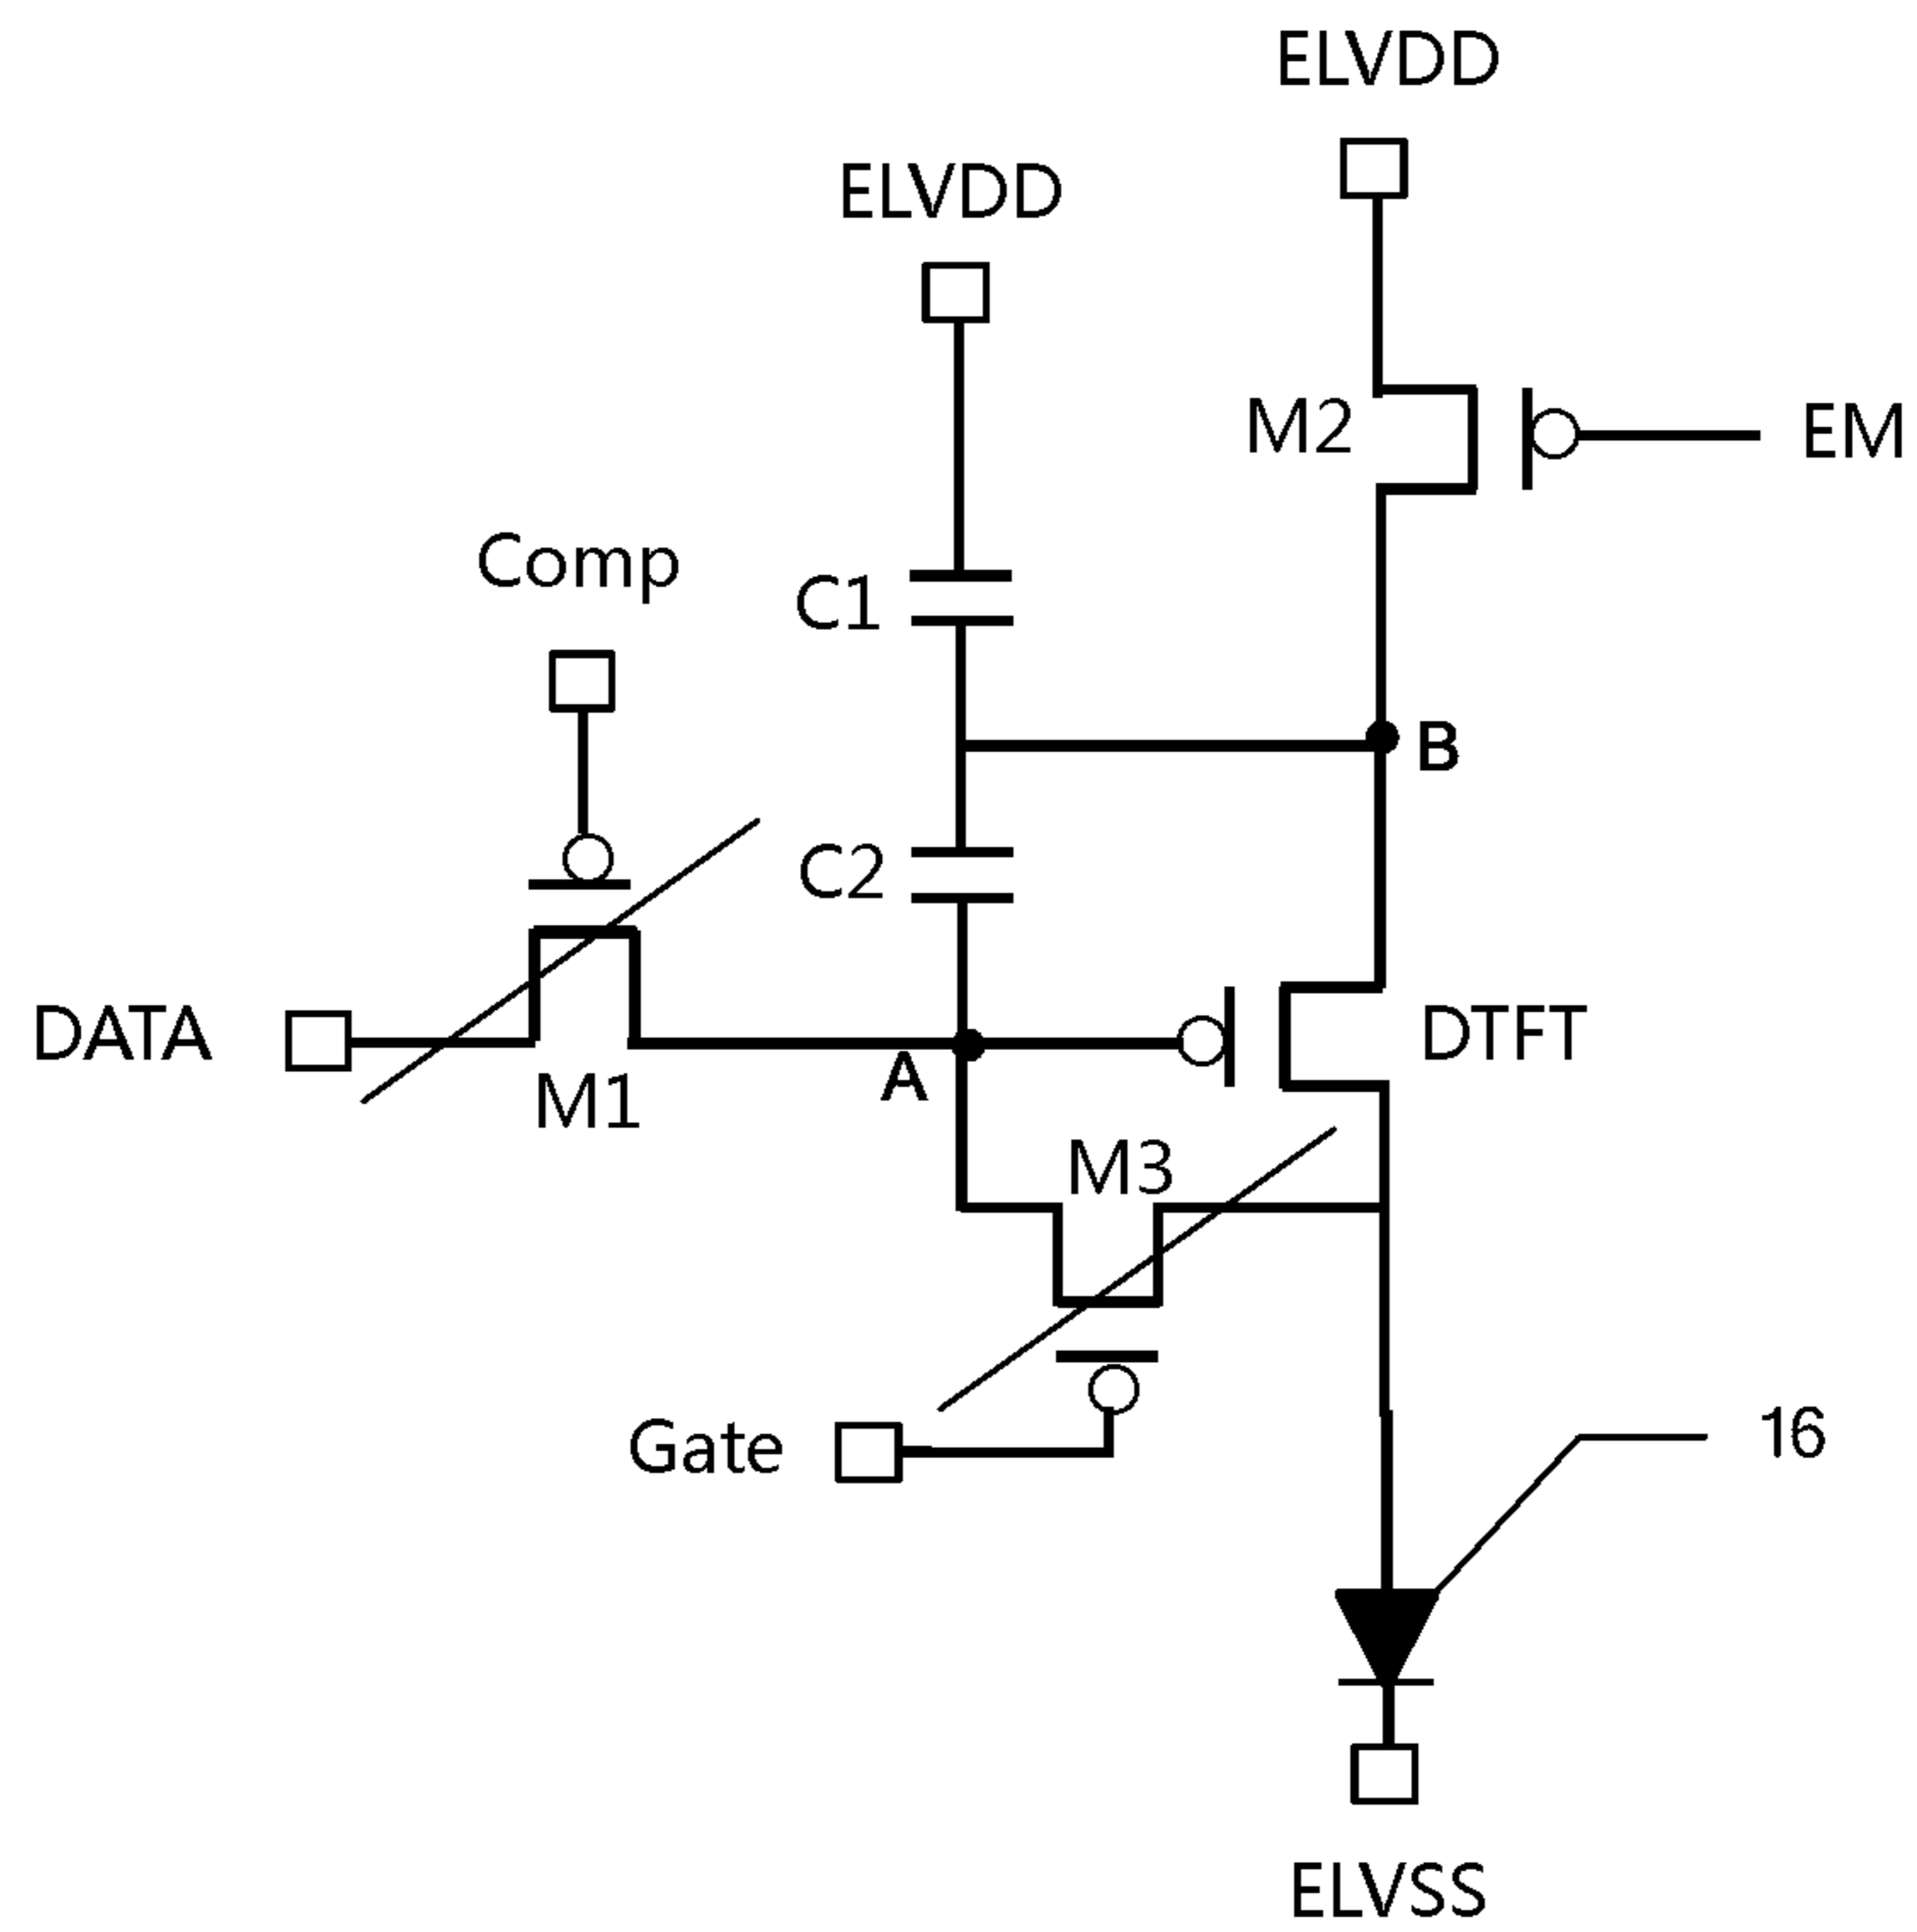 ELVDD
ELVDD
M2
EM
Comp
C1
B
C2
DATA
DTFT
A
M1
M3
Gate
16
ELVSS